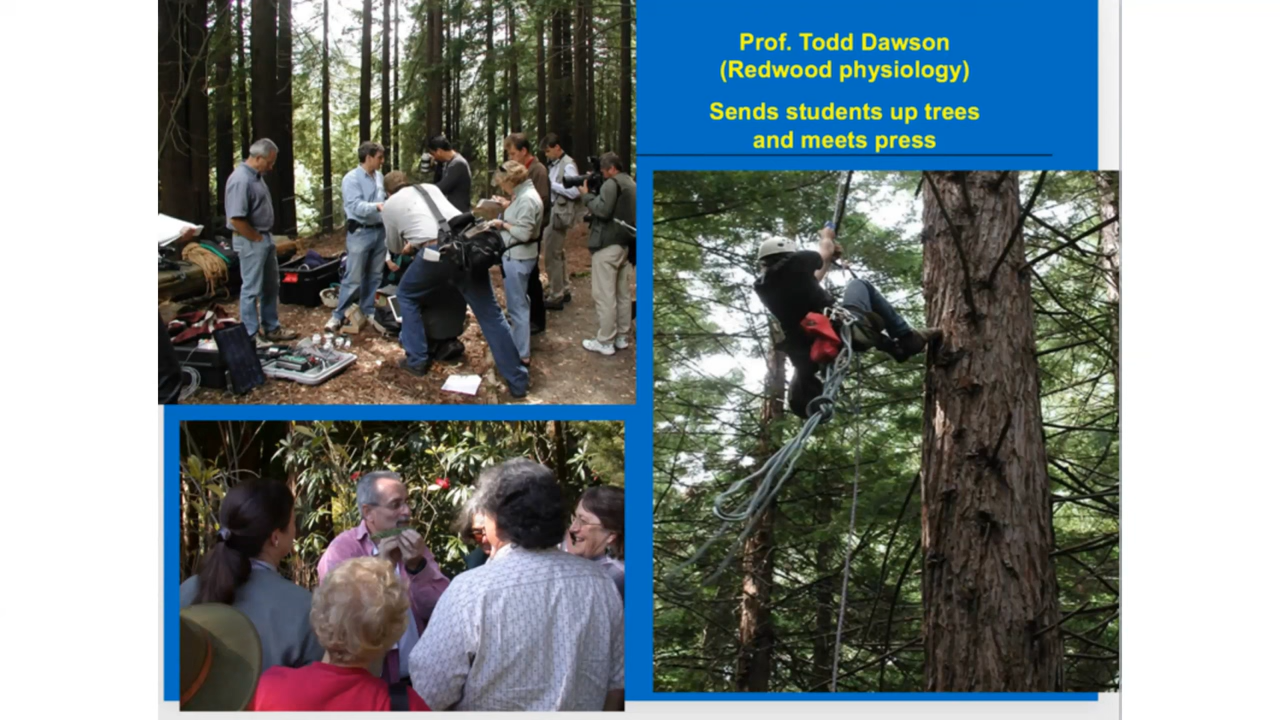 Prof. Todd Dawson
(Redwood physiology)
Sends students up trees
and meets press